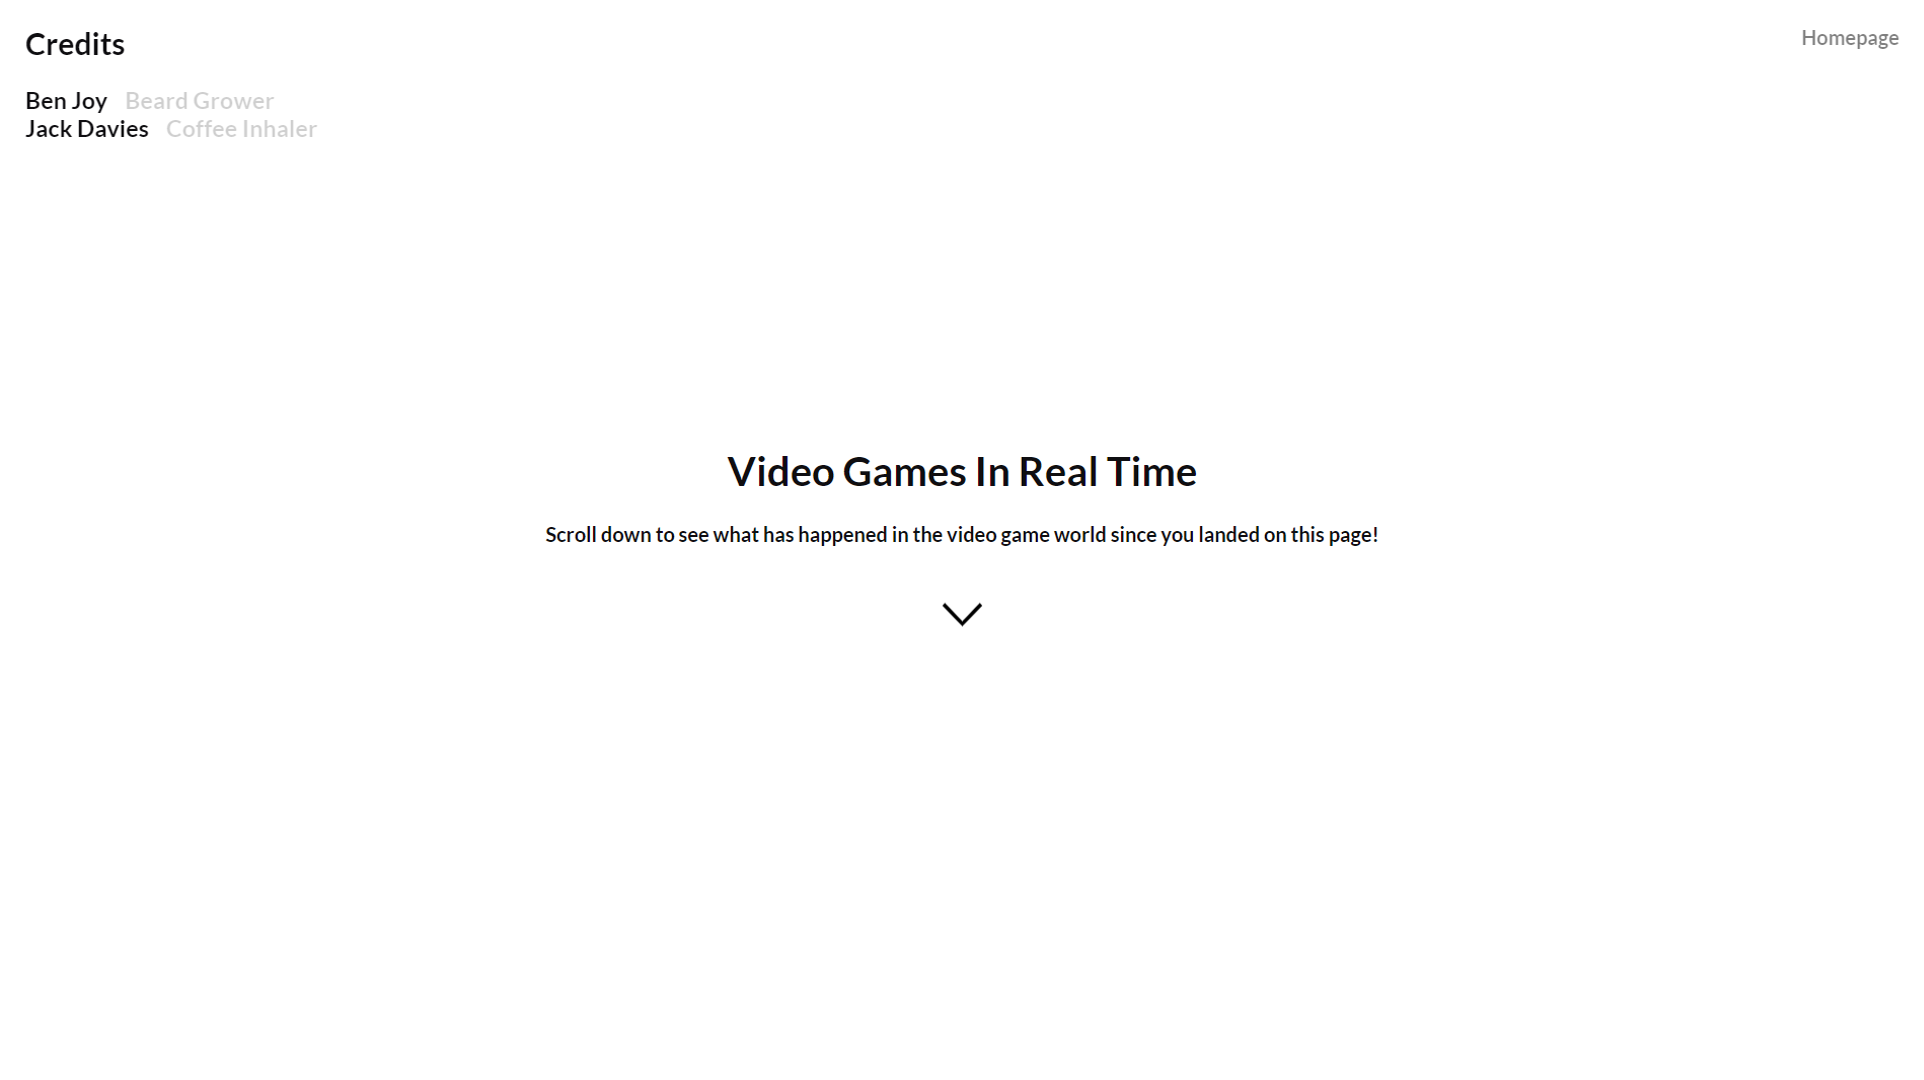 Credits
Homepage
Ben Joy Beard Grower
Jack Davies Coffee Inhaler
Video Games In Real Time
Scroll down to see what has happened in the video game world since you landed on this page!